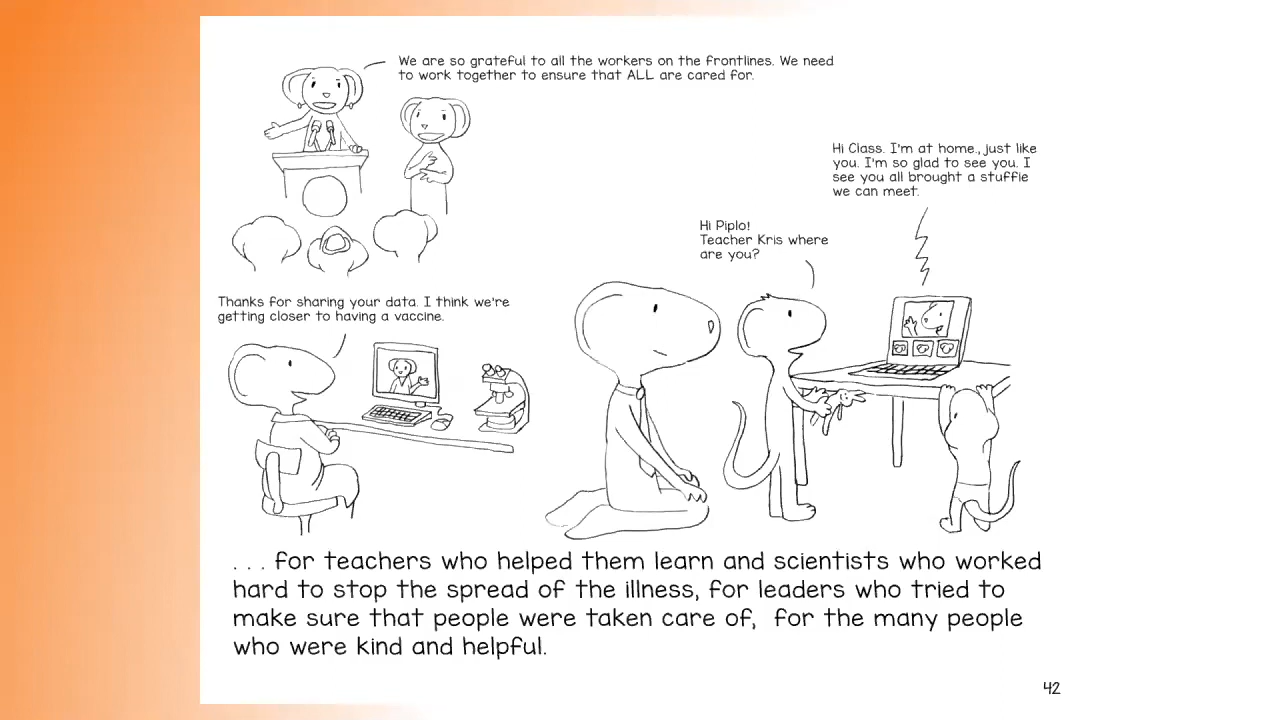 We are so grateful to all the workers on the frontlines. We need
to work together to ensure that ALL are cared for.
Hi Class. I'm at home., just like
you. I'm so glad to see you. I
see you all brought a stuffie
we can meet.
Hi Piplo!
Teacher Kris where
are you?
Thanks for sharing your data. I think we're
getting closer to having a vaccine.
. . . for teachers who helped them learn and scientists who worked
hard to stop the spread of the illness, for leaders who tried to
make sure that people were taken care of, for the many people
who were kind and helpful.
42